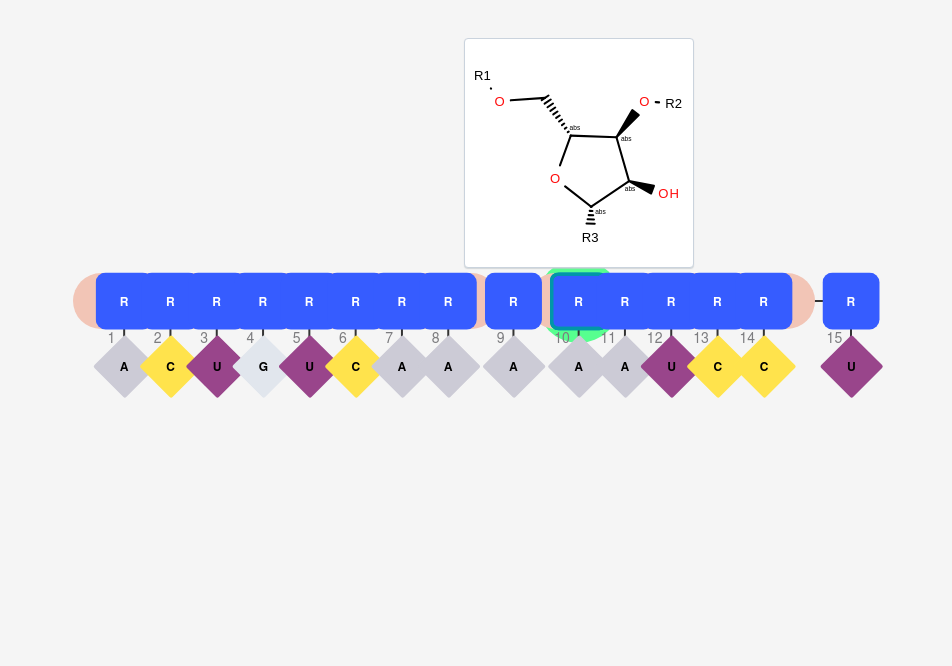 R1
O
O
R2
abs
abs
O
abs
OH
abs
R3
R R R R R R R R R R R R R R R
1 2 3 4 5 6 7 8 9 10 11 12 13 14 15
A C U G U C A A A A A U C C U